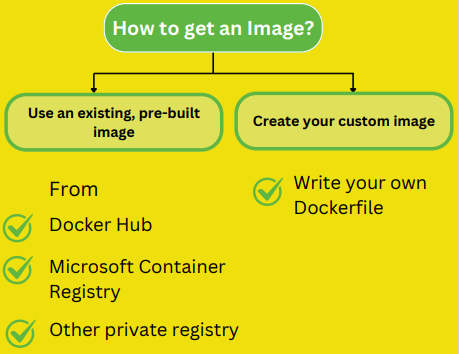 How to get an Image?
Use an existing, pre-built
image
Create your custom image
From
Docker Hub
Microsoft Container
Registry
Other private registry
Write your own
Dockerfile